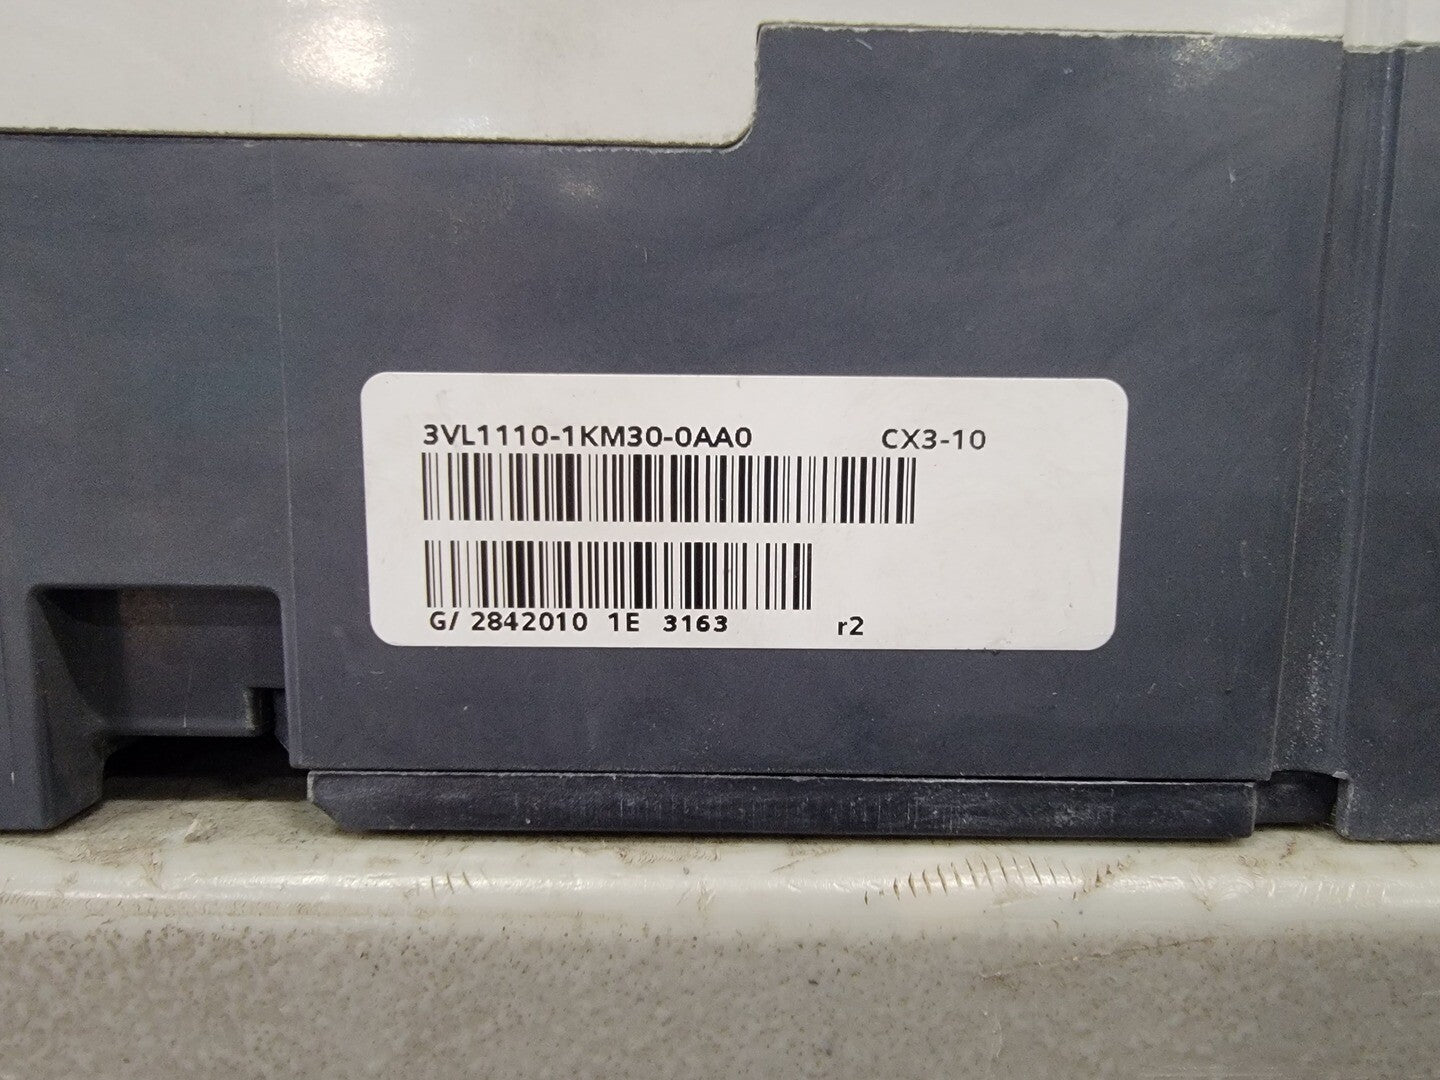 3VL1110-1KM30-0AA0 CX3-10
G/ 2842010 1E 3163 r2